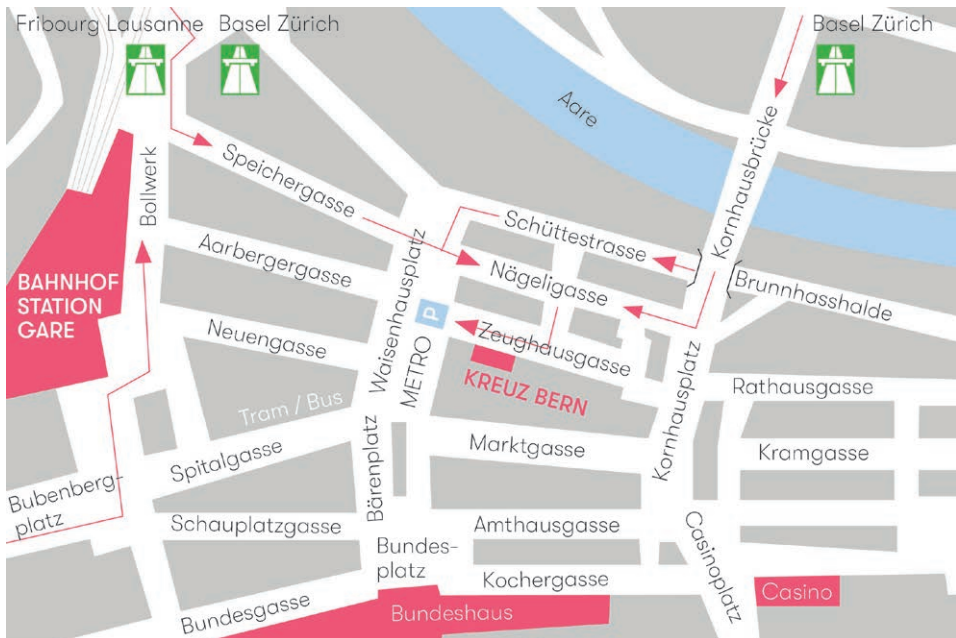 Fribourg Lausanne
Basel Zürich
Basel Zürich
Aare
Kornhausbrücke
Speichergasse
Bollwerk
Schüttestrasse
Aarbergergasse
Nägeligasse
Brunnhasshalde
BAHNHOF
STATION
GARE
Waisenhausplatz
P
Neuengasse
METRO
Zeughausgasse
KREUZ BERN
Rathausgasse
Tram / Bus
Kornhausplatz
Marktgasse
Kramgasse
Spitalgasse
Bärenplatz
Bubenberg-
platz
Schauplatzgasse
Amthausgasse
Bundes-
platz
Casinoplatz
Kochergasse
Bundesgasse
Bundeshaus
Casino